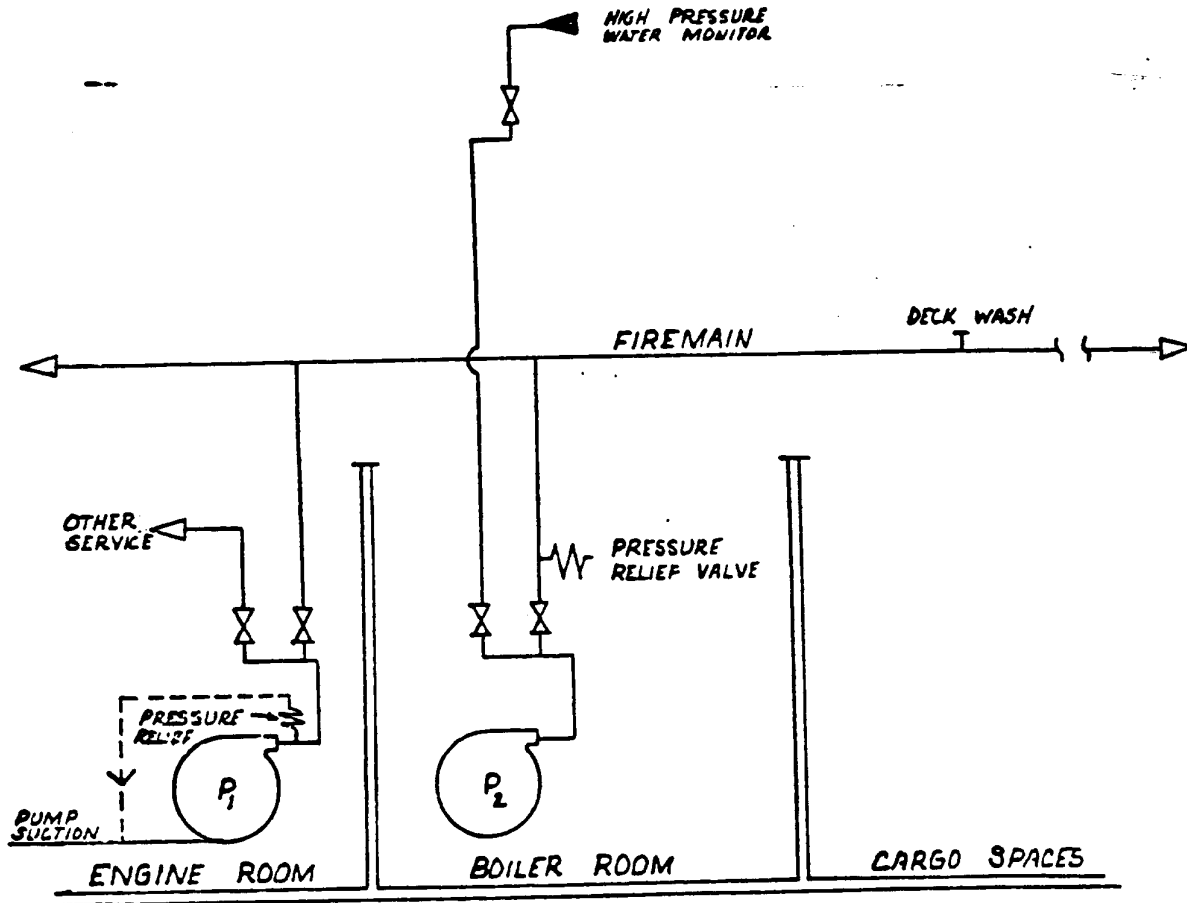 HIGH PRESSURE
WATER MONITOR
DECK WASH
FIREMAIN
OTHER
SERVICE
PRESSURE
RELIEF VALVE
PRESSURE
RELIEF
P1
P2
PUMP
SUCTION
ENGINE ROOM
BOILER ROOM
CARGO SPACES